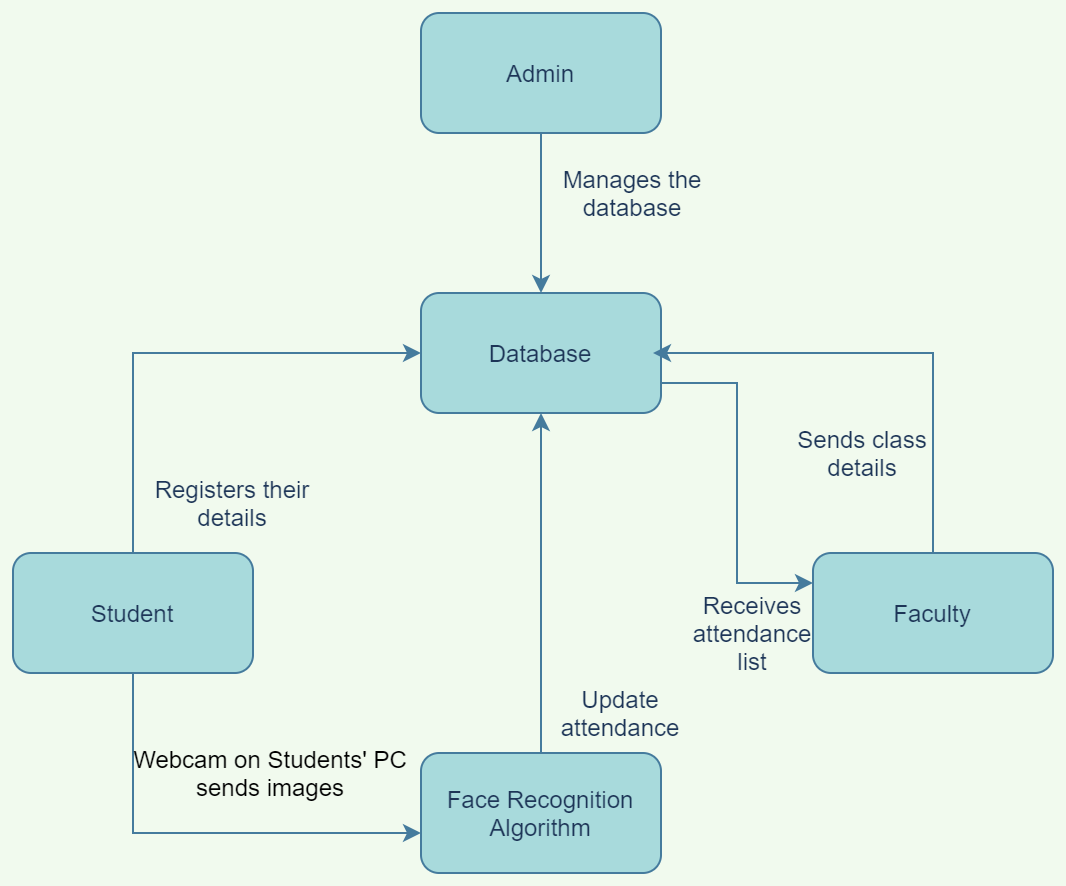 Admin
Manages the
database
Database
Sends class
details
Registers their
details
Student
Receives
attendance
list
Faculty
Update
attendance
Webcam on Students' PC
sends images
Face Recognition
Algorithm